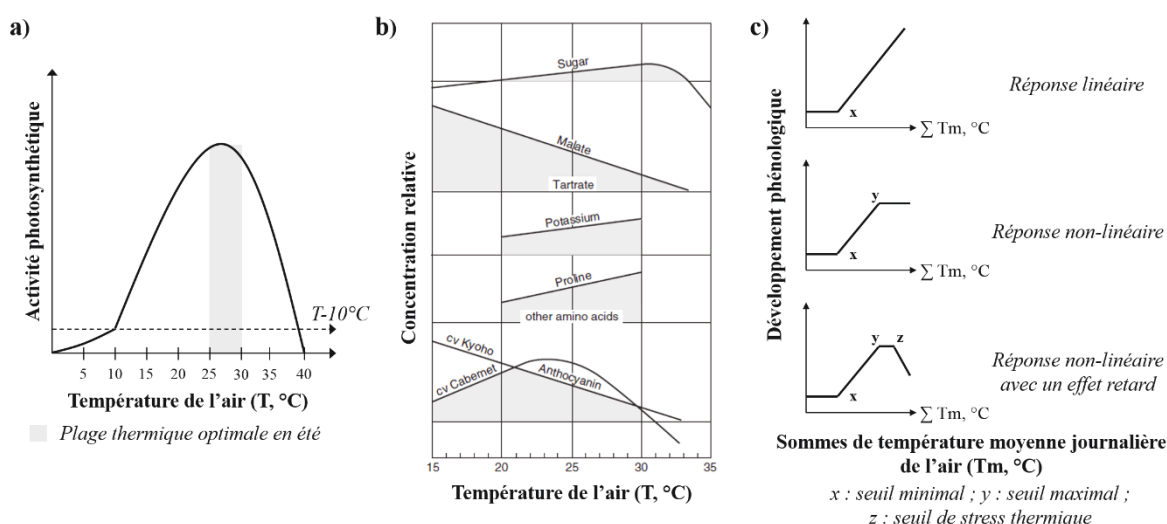 a)
Activité photosynthétique
T-10°C
5 10 15 20 25 30 35 40
Température de l’air (T, °C)
Plage thermique optimale en été
b)
Concentration relative
Sugar
Malate
Tartrate
Potassium
Proline
other amino acids
cv Kyoho
cv Cabernet
Anthocyanin
15 20 25 30 35
Température de l’air (T, °C)
c)
Développement phénologique
x
∑ Tm, °C
Réponse linéaire
y
x
∑ Tm, °C
Réponse non-linéaire
y z
x
∑ Tm, °C
Réponse non-linéaire
avec un effet retard
Sommes de température moyenne journalière
de l’air (Tm, °C)
x : seuil minimal ; y : seuil maximal ;
z : seuil de stress thermique